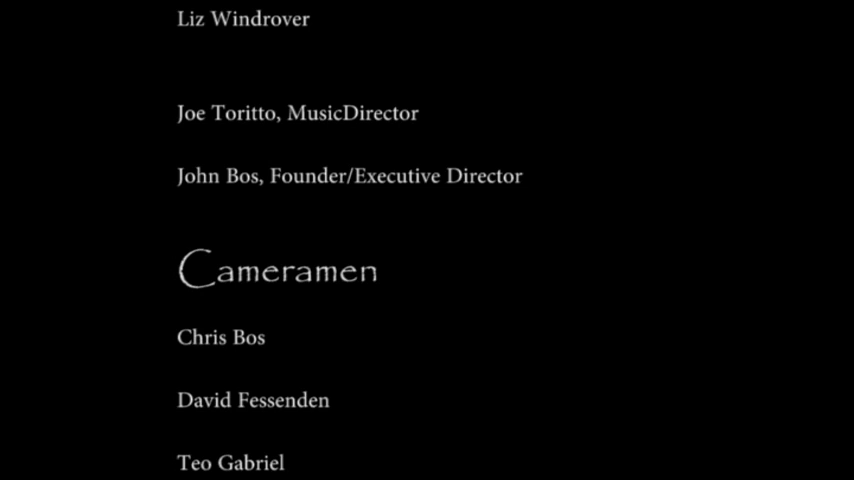 Liz Windrover
Joe Toritto, MusicDirector
John Bos, Founder/Executive Director
Cameramen
Chris Bos
David Fessenden
Teo Gabriel